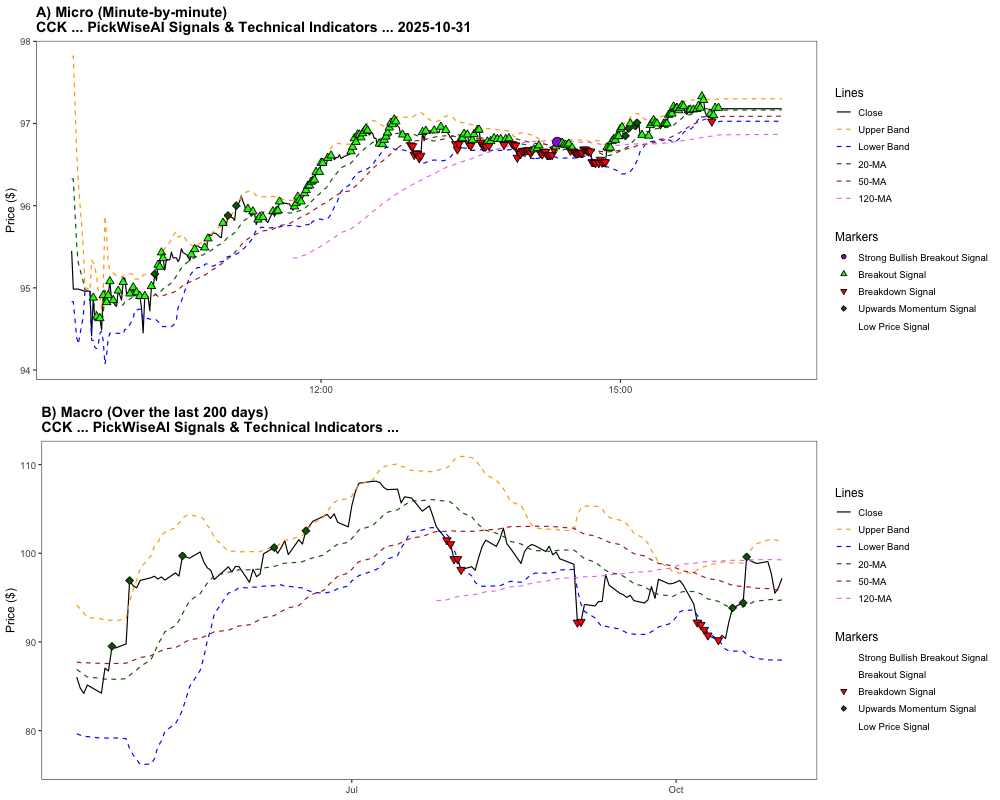 A) Micro (Minute-by-minute)
CCK ... PickWiseAI Signals & Technical Indicators ... 2025-10-31
98
97
96
95
94
Price ($)
12:00
15:00
Lines
Close
Upper Band
Lower Band
20-MA
50-MA
120-MA
Markers
Strong Bullish Breakout Signal
Breakout Signal
Breakdown Signal
Upwards Momentum Signal
Low Price Signal
B) Macro (Over the last 200 days)
CCK ... PickWiseAI Signals & Technical Indicators ...
110
100
90
80
Price ($)
Jul
Oct
Lines
Close
Upper Band
Lower Band
20-MA
50-MA
120-MA
Markers
Strong Bullish Breakout Signal
Breakout Signal
Breakdown Signal
Upwards Momentum Signal
Low Price Signal